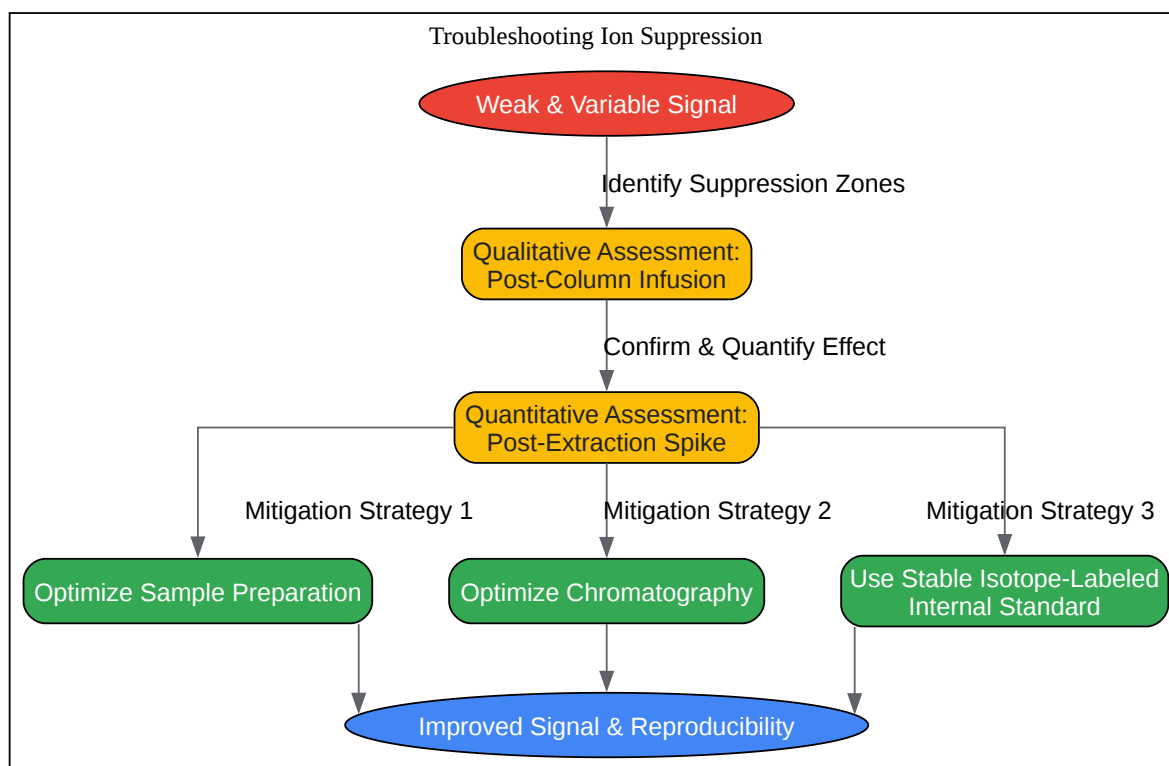 Troubleshooting Ion Suppression
Weak & Variable Signal
Identify Suppression Zones
Qualitative Assessment:
Post-Column Infusion
Confirm & Quantify Effect
Quantitative Assessment:
Post-Extraction Spike
Mitigation Strategy 1
Mitigation Strategy 2
Mitigation Strategy 3
Optimize Sample Preparation
Optimize Chromatography
Use Stable Isotope-Labeled
Internal Standard
Improved Signal & Reproducibility